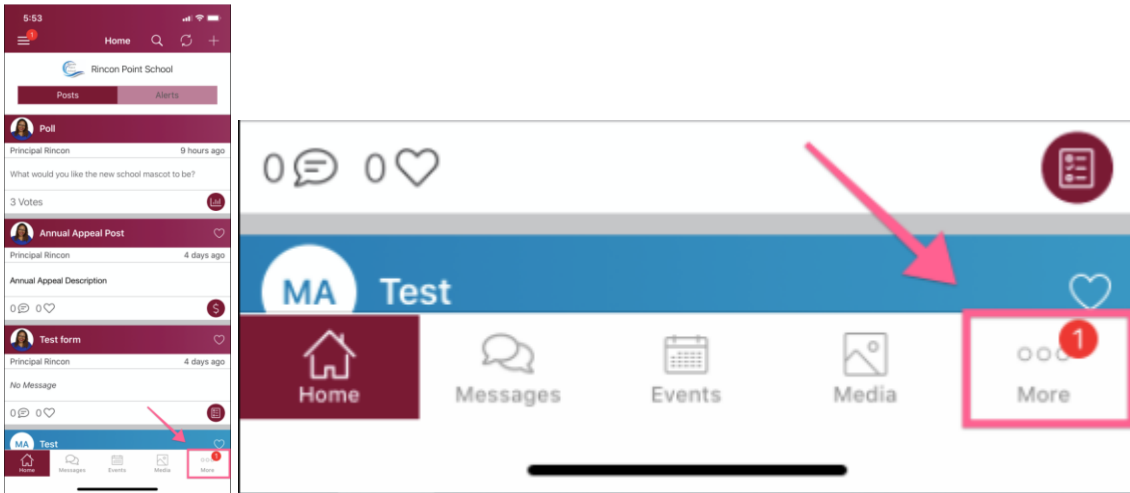 5:53
1
Home
Rincon Point School
Posts Alerts
Poll
Principal Rincon 9 hours ago
What would you like the new school mascot to be?
3 Votes
Annual Appeal Post
Principal Rincon 4 days ago
Annual Appeal Description
0 0
$
Test form
Principal Rincon 4 days ago
No Message
0 0
MA Test
1
Home Messages Events Media More
0 0
MA Test
1
Home Messages Events Media More